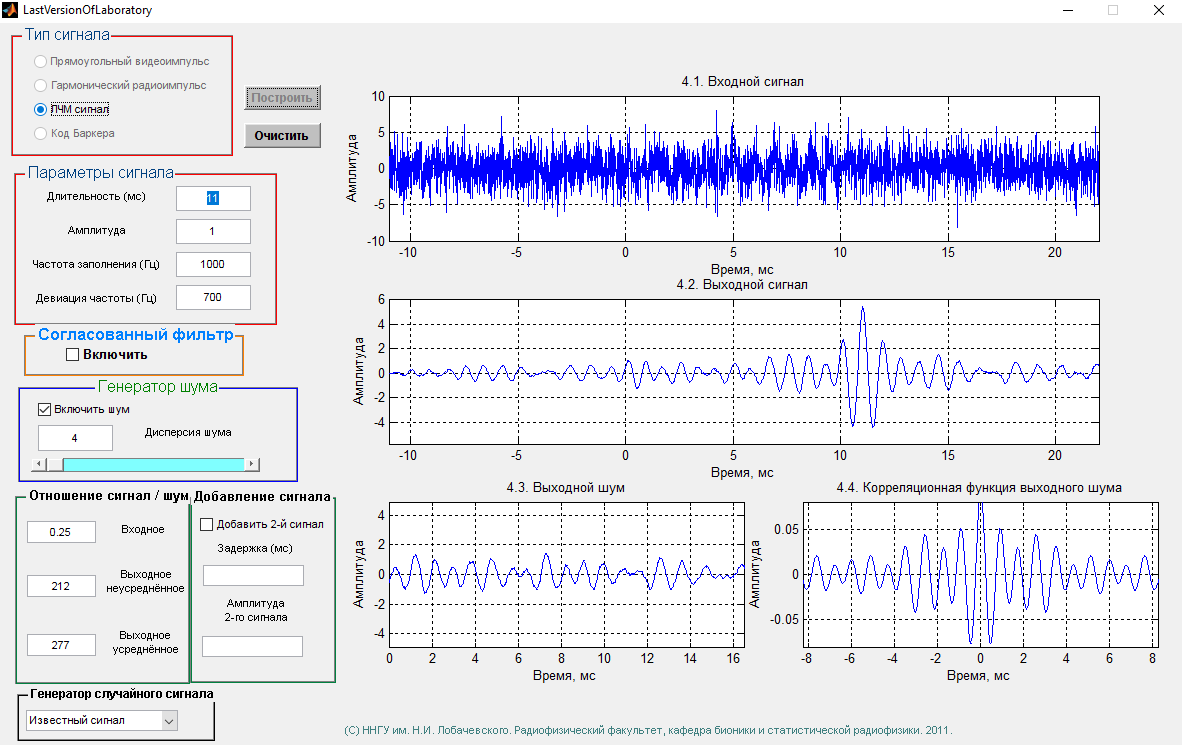 LastVersionOfLaboratory
Тип сигнала
Прямоугольный видеоимпульс
Гармонический радиоимпульс
ЛЧМ сигнал
Код Баркера
Построить
Очистить
Параметры сигнала
Длительность (мс)
11
Амплитуда
1
Частота заполнения (Гц)
1000
Девиация частоты (Гц)
700
Согласованный фильтр
Включить
Генератор шума
Включить шум
4
Дисперсия шума
Отношение сигнал / шум
0.25
Входное
212
Выходное
неусреднённое
277
Выходное
усреднённое
Добавление сигнала
Добавить 2-й сигнал
Задержка (мс)
Амплитуда
2-го сигнала
Генератор случайного сигнала
Известный сигнал
4.1. Входной сигнал
Амплитуда
10
5
0
-5
-10
-10 -5 0 5 10 15 20
Время, мс
4.2. Выходной сигнал
Амплитуда
6
4
2
0
-2
-4
-10 -5 0 5 10 15 20
Время, мс
4.3. Выходной шум
Амплитуда
4
2
0
-2
-4
0 2 4 6 8 10 12 14 16
Время, мс
4.4. Корреляционная функция выходного шума
Амплитуда
0.05
0
-0.05
-8 -6 -4 -2 0 2 4 6 8
Время, мс
(С) ННГУ им. Н.И. Лобачевского. Радиофизический факультет, кафедра бионики и статистической радиофизики. 2011.